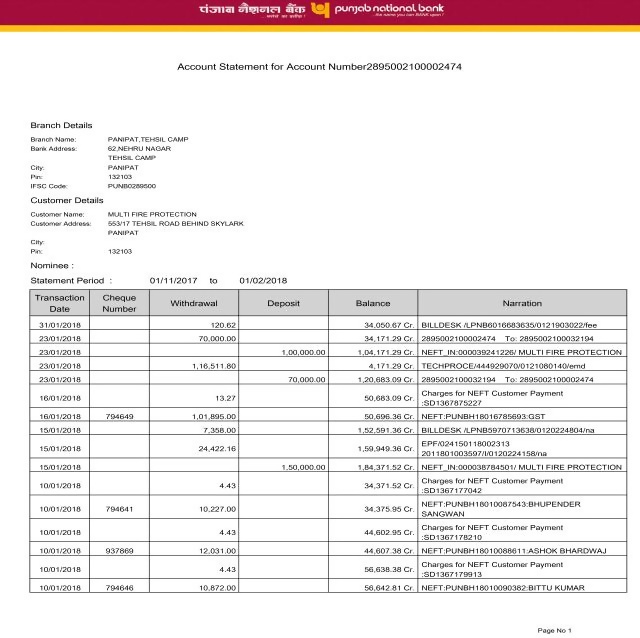 पंजाब नैशनल बैंक punjab national bank
...भरोसे का प्रतीक! ...the name you can BANK upon!
Account Statement for Account Number2895002100002474
Branch Details
Branch Name: PANIPAT,TEHSIL CAMP
Bank Address: 62,NEHRU NAGAR
TEHSIL CAMP
City: PANIPAT
Pin: 132103
IFSC Code: PUNB0289500
Customer Details
Customer Name: MULTI FIRE PROTECTION
Customer Address: 553/17 TEHSIL ROAD BEHIND SKYLARK
PANIPAT
City:
Pin: 132103
Nominee :
Statement Period : 01/11/2017 to 01/02/2018
Transaction Date Cheque Number Withdrawal Deposit Balance Narration
31/01/2018 120.62 34,050.67 Cr. BILLDESK /LPNB6016683635/0121903022/fee
23/01/2018 70,000.00 34,171.29 Cr. 2895002100002474 To: 2895002100032194
23/01/2018 1,00,000.00 1,04,171.29 Cr. NEFT_IN:000039241226/ MULTI FIRE PROTECTION
23/01/2018 1,16,511.80 4,171.29 Cr. TECHPROCE/444929070/0121080140/emd
23/01/2018 70,000.00 1,20,683.09 Cr. 2895002100032194 To: 2895002100002474
16/01/2018 13.27 50,683.09 Cr. Charges for NEFT Customer Payment
:SD1367875227
16/01/2018 794649 1,01,895.00 50,696.36 Cr. NEFT:PUNBH18016785693:GST
15/01/2018 7,358.00 1,52,591.36 Cr. BILLDESK /LPNB5970713638/0120224804/na
15/01/2018 24,422.16 1,59,949.36 Cr. EPF/024150118002313
2011801003597/I/0120224158/na
15/01/2018 1,50,000.00 1,84,371.52 Cr. NEFT_IN:000038784501/ MULTI FIRE PROTECTION
10/01/2018 4.43 34,371.52 Cr. Charges for NEFT Customer Payment
:SD1367177042
10/01/2018 794641 10,227.00 34,375.95 Cr. NEFT:PUNBH18010087543:BHUPENDER
SANGWAN
10/01/2018 4.43 44,602.95 Cr. Charges for NEFT Customer Payment
:SD1367178210
10/01/2018 937869 12,031.00 44,607.38 Cr. NEFT:PUNBH18010088611:ASHOK BHARDWAJ
10/01/2018 4.43 56,638.38 Cr. Charges for NEFT Customer Payment
:SD1367179913
10/01/2018 794646 10,872.00 56,642.81 Cr. NEFT:PUNBH18010090382:BITTU KUMAR
Page No 1